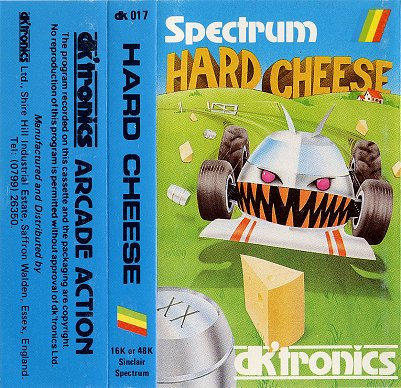 dk'tronics ARCADE ACTION
The program recorded on this cassette and the packaging are copyright.
No reproduction of this program is permitted without approval of dk'tronics Ltd
Manufactured and Distributed by
dk'tronics Ltd., Shire Hill Industrial Estate, Saffron Walden, Essex, England.
Tel: (0799) 26350.
dk 017
HARD CHEESE
16K or 48K
Sinclair
Spectrum
Spectrum
HARD CHEESE
XX
dk'tronics